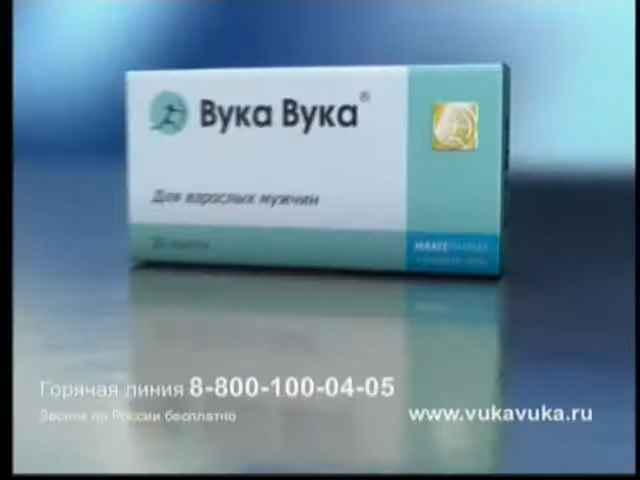 Вука Вука®
Для взрослых мужчин
Горячая линия 8-800-100-04-05
Звонок по России бесплатно
www.vukavuka.ru